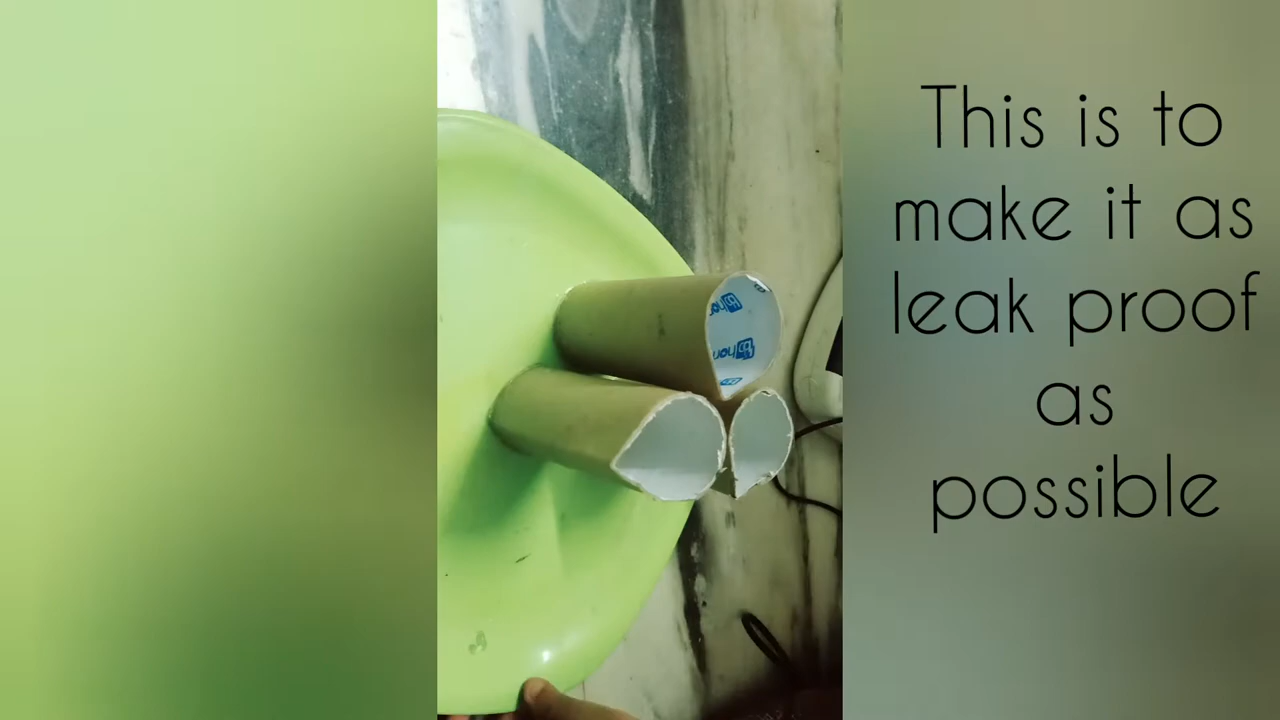 This is to
make it as
leak proof
as
possible